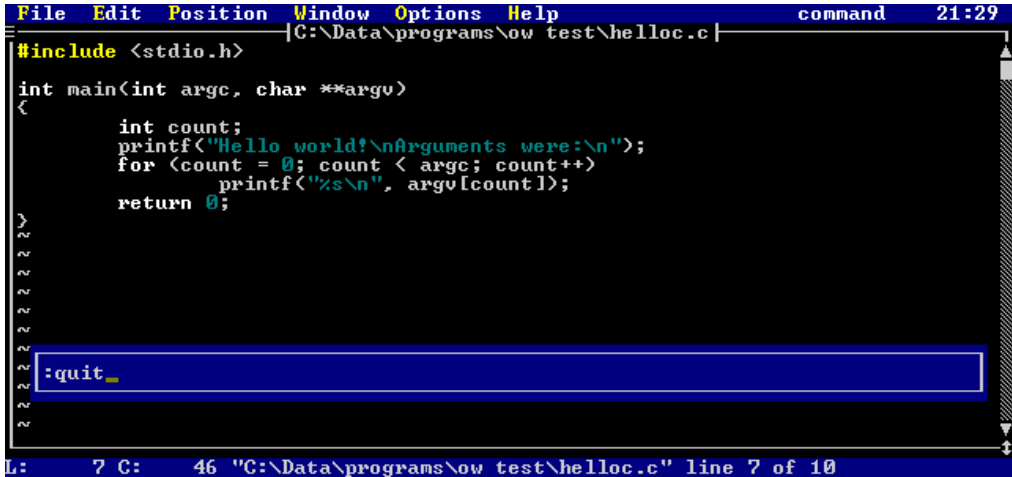 File Edit Position Window Options Help command 21:29
C:\Data\programs\ow test\helloc.c
#include <stdio.h>
int main(int argc, char **argv)
{
int count;
printf("Hello world!\nArguments were:\n");
for (count = 0; count < argc; count++)
printf("%s\n", argv[count]);
return 0;
}
~
~
~
~
~
~
~
~
~
~
~
:quit_
L: 7 C: 46 "C:\Data\programs\ow test\helloc.c" line 7 of 10